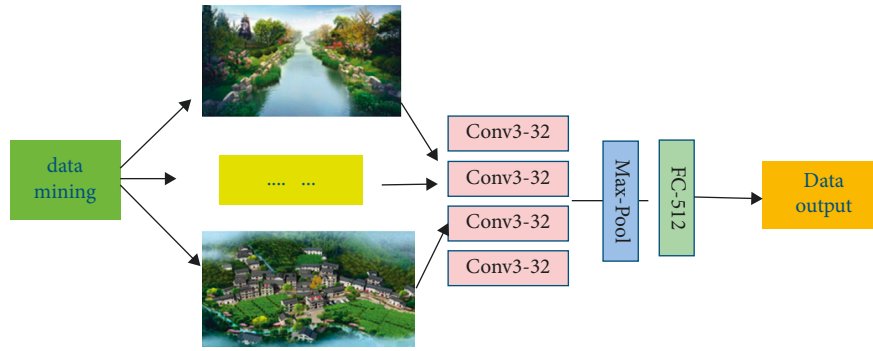 data
mining
.... ...
Conv3-32
Conv3-32
Conv3-32
Conv3-32
Max-Pool
FC-512
Data
output